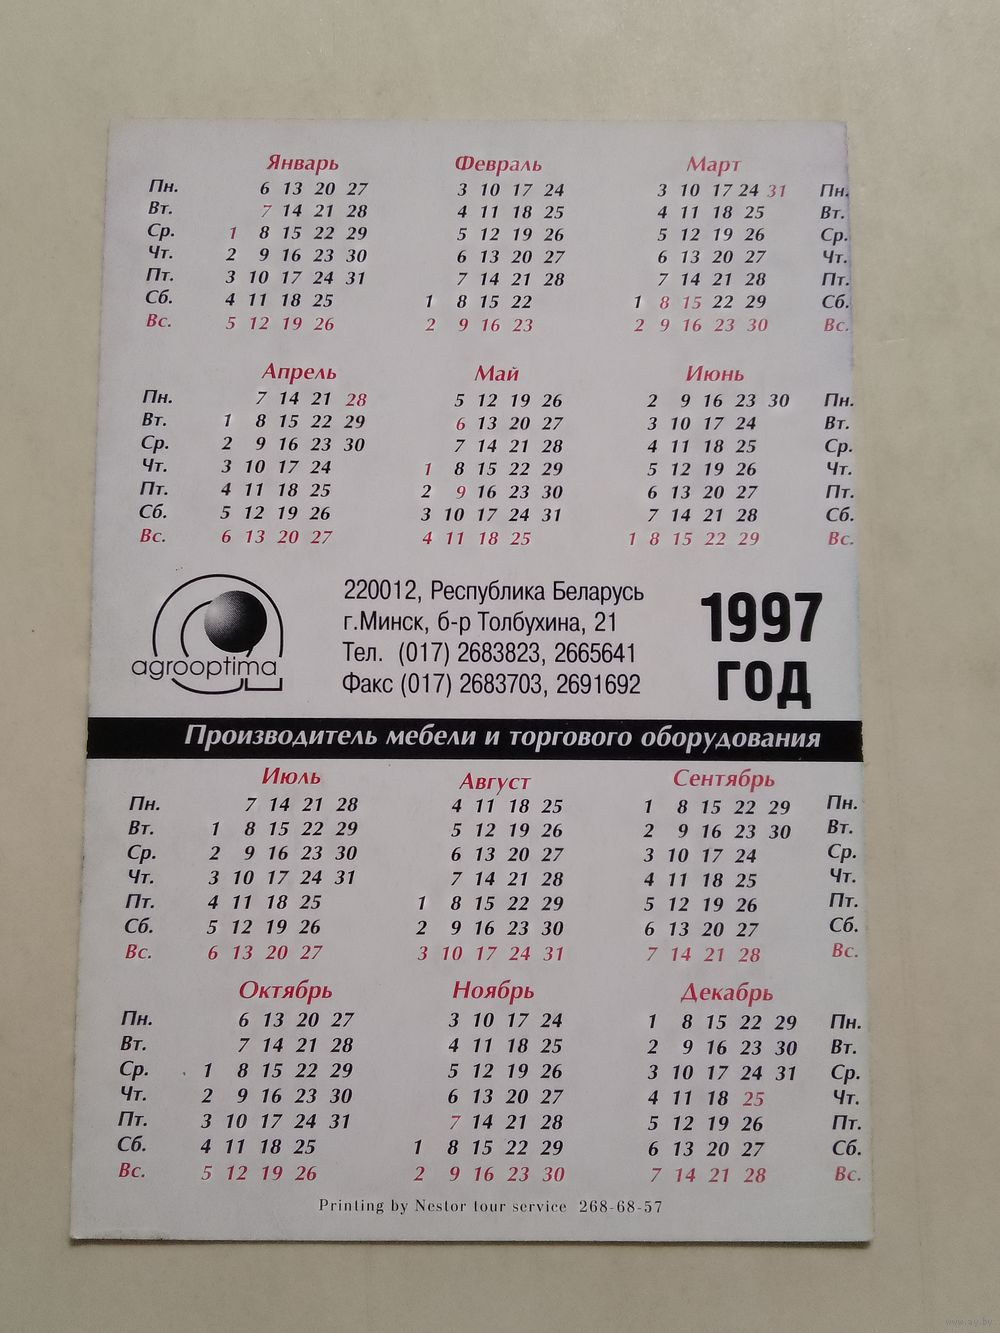 Январь Февраль Март
Пн. 6 13 20 27 3 10 17 24 3 10 17 24 31 Пн.
Вт. 7 14 21 28 4 11 18 25 4 11 18 25 Вт.
Ср. 1 8 15 22 29 5 12 19 26 5 12 19 26 Ср.
Чт. 2 9 16 23 30 6 13 20 27 6 13 20 27 Чт.
Пт. 3 10 17 24 31 7 14 21 28 7 14 21 28 Пт.
Сб. 4 11 18 25 1 8 15 22 1 8 15 22 29 Сб.
Вс. 5 12 19 26 2 9 16 23 2 9 16 23 30 Вс.
Апрель Май Июнь
Пн. 7 14 21 28 5 12 19 26 2 9 16 23 30 Пн.
Вт. 1 8 15 22 29 6 13 20 27 3 10 17 24 Вт.
Ср. 2 9 16 23 30 7 14 21 28 4 11 18 25 Ср.
Чт. 3 10 17 24 1 8 15 22 29 5 12 19 26 Чт.
Пт. 4 11 18 25 2 9 16 23 30 6 13 20 27 Пт.
Сб. 5 12 19 26 3 10 17 24 31 7 14 21 28 Сб.
Вс. 6 13 20 27 4 11 18 25 1 8 15 22 29 Вс.
agrooptima
220012, Республика Беларусь
г.Минск, б-р Толбухина, 21
Тел. (017) 2683823, 2665641
Факс (017) 2683703, 2691692
1997
ГОД
Производитель мебели и торгового оборудования
Июль Август Сентябрь
Пн. 7 14 21 28 4 11 18 25 1 8 15 22 29 Пн.
Вт. 1 8 15 22 29 5 12 19 26 2 9 16 23 30 Вт.
Ср. 2 9 16 23 30 6 13 20 27 3 10 17 24 Ср.
Чт. 3 10 17 24 31 7 14 21 28 4 11 18 25 Чт.
Пт. 4 11 18 25 1 8 15 22 29 5 12 19 26 Пт.
Сб. 5 12 19 26 2 9 16 23 30 6 13 20 27 Сб.
Вс. 6 13 20 27 3 10 17 24 31 7 14 21 28 Вс.
Октябрь Ноябрь Декабрь
Пн. 6 13 20 27 3 10 17 24 1 8 15 22 29 Пн.
Вт. 7 14 21 28 4 11 18 25 2 9 16 23 30 Вт.
Ср. 1 8 15 22 29 5 12 19 26 3 10 17 24 31 Ср.
Чт. 2 9 16 23 30 6 13 20 27 4 11 18 25 Чт.
Пт. 3 10 17 24 31 7 14 21 28 5 12 19 26 Пт.
Сб. 4 11 18 25 1 8 15 22 29 6 13 20 27 Сб.
Вс. 5 12 19 26 2 9 16 23 30 7 14 21 28 Вс.
Printing by Nestor tour service 268-68-57
www.ay.by